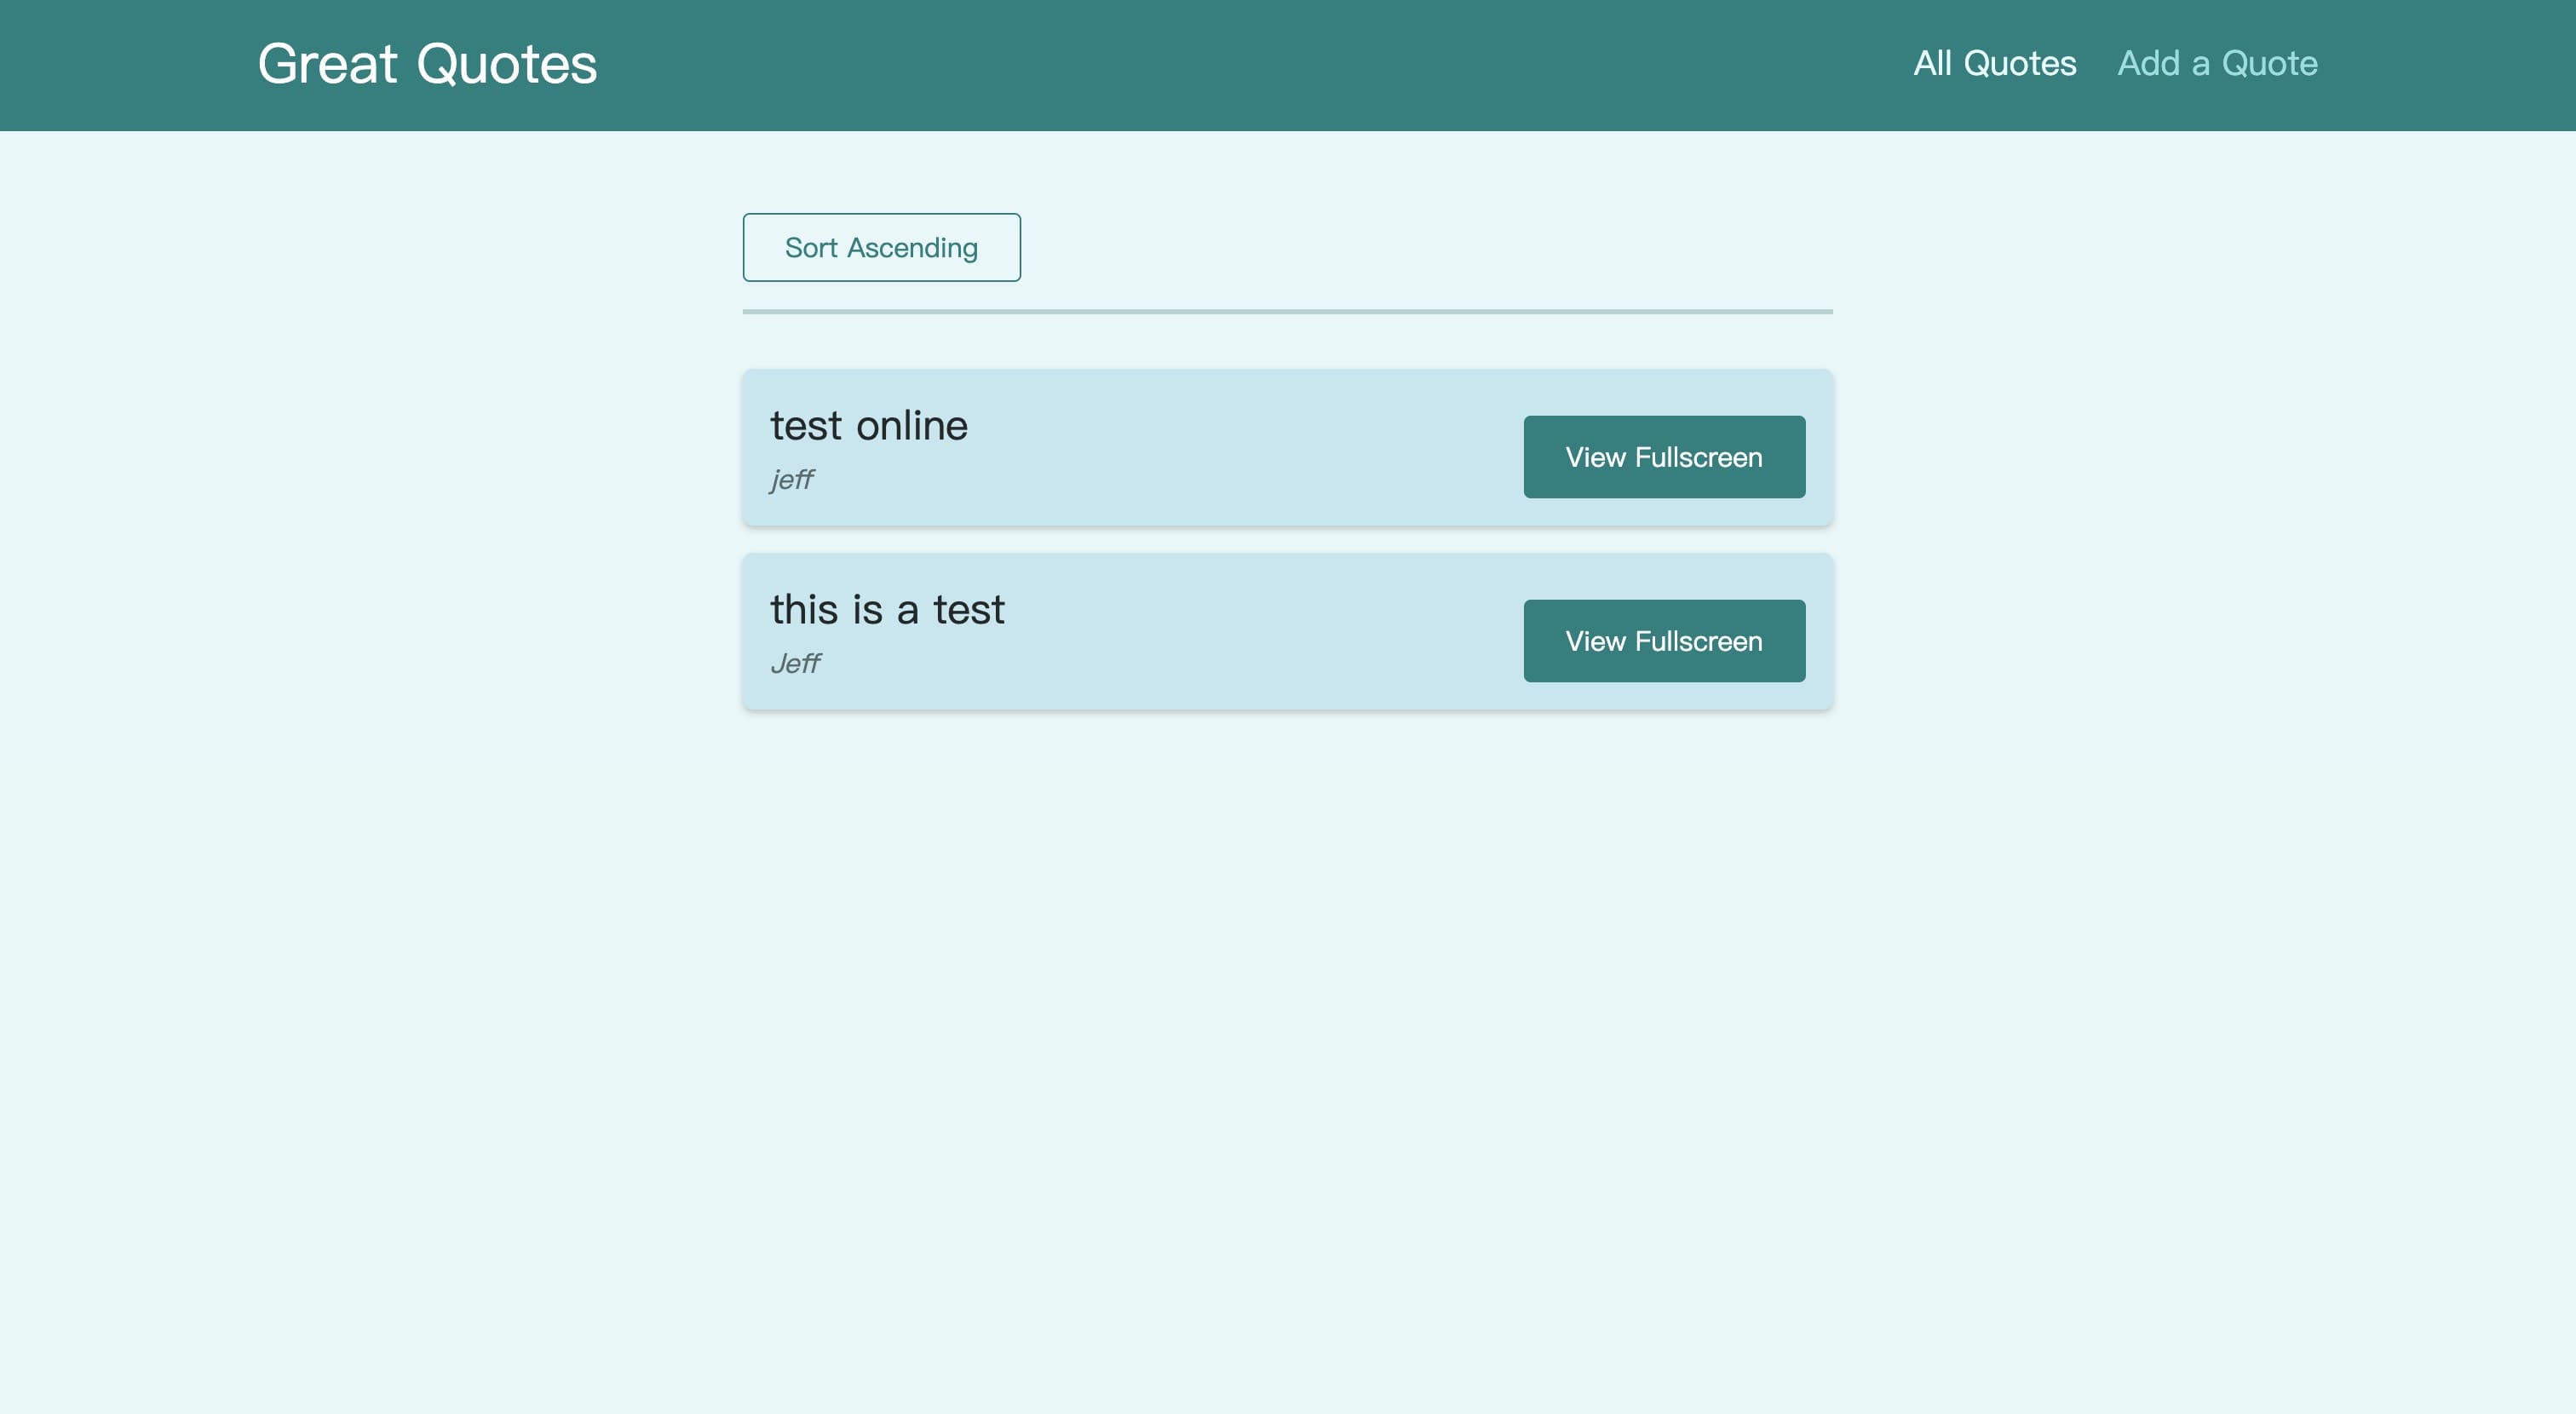 Great Quotes
All Quotes
Add a Quote
Sort Ascending
test online
jeff
View Fullscreen
this is a test
Jeff
View Fullscreen